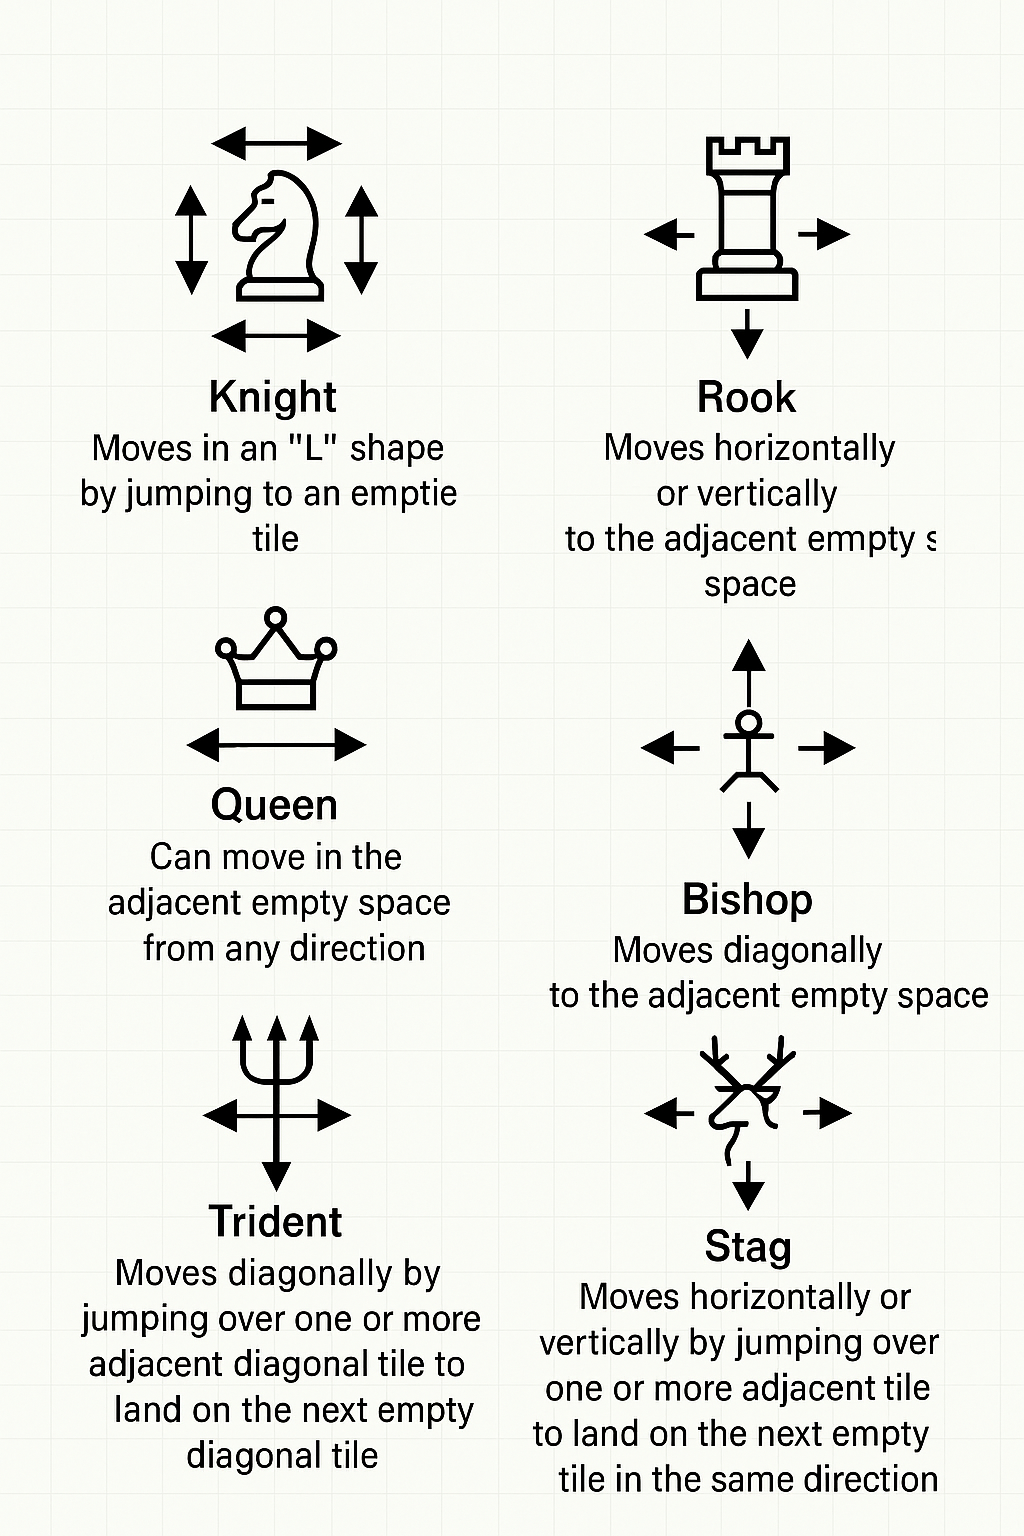 Knight
Moves in an "L" shape
by jumping to an emptie
tile
Rook
Moves horizontally
or vertically
to the adjacent empty s
space
Queen
Can move in the
adjacent empty space
from any direction
Bishop
Moves diagonally
to the adjacent empty space
Trident
Moves diagonally by
jumping over one or more
adjacent diagonal tile to
land on the next empty
diagonal tile
Stag
Moves horizontally or
vertically by jumping over
one or more adjacent tile
to land on the next empty
tile in the same direction